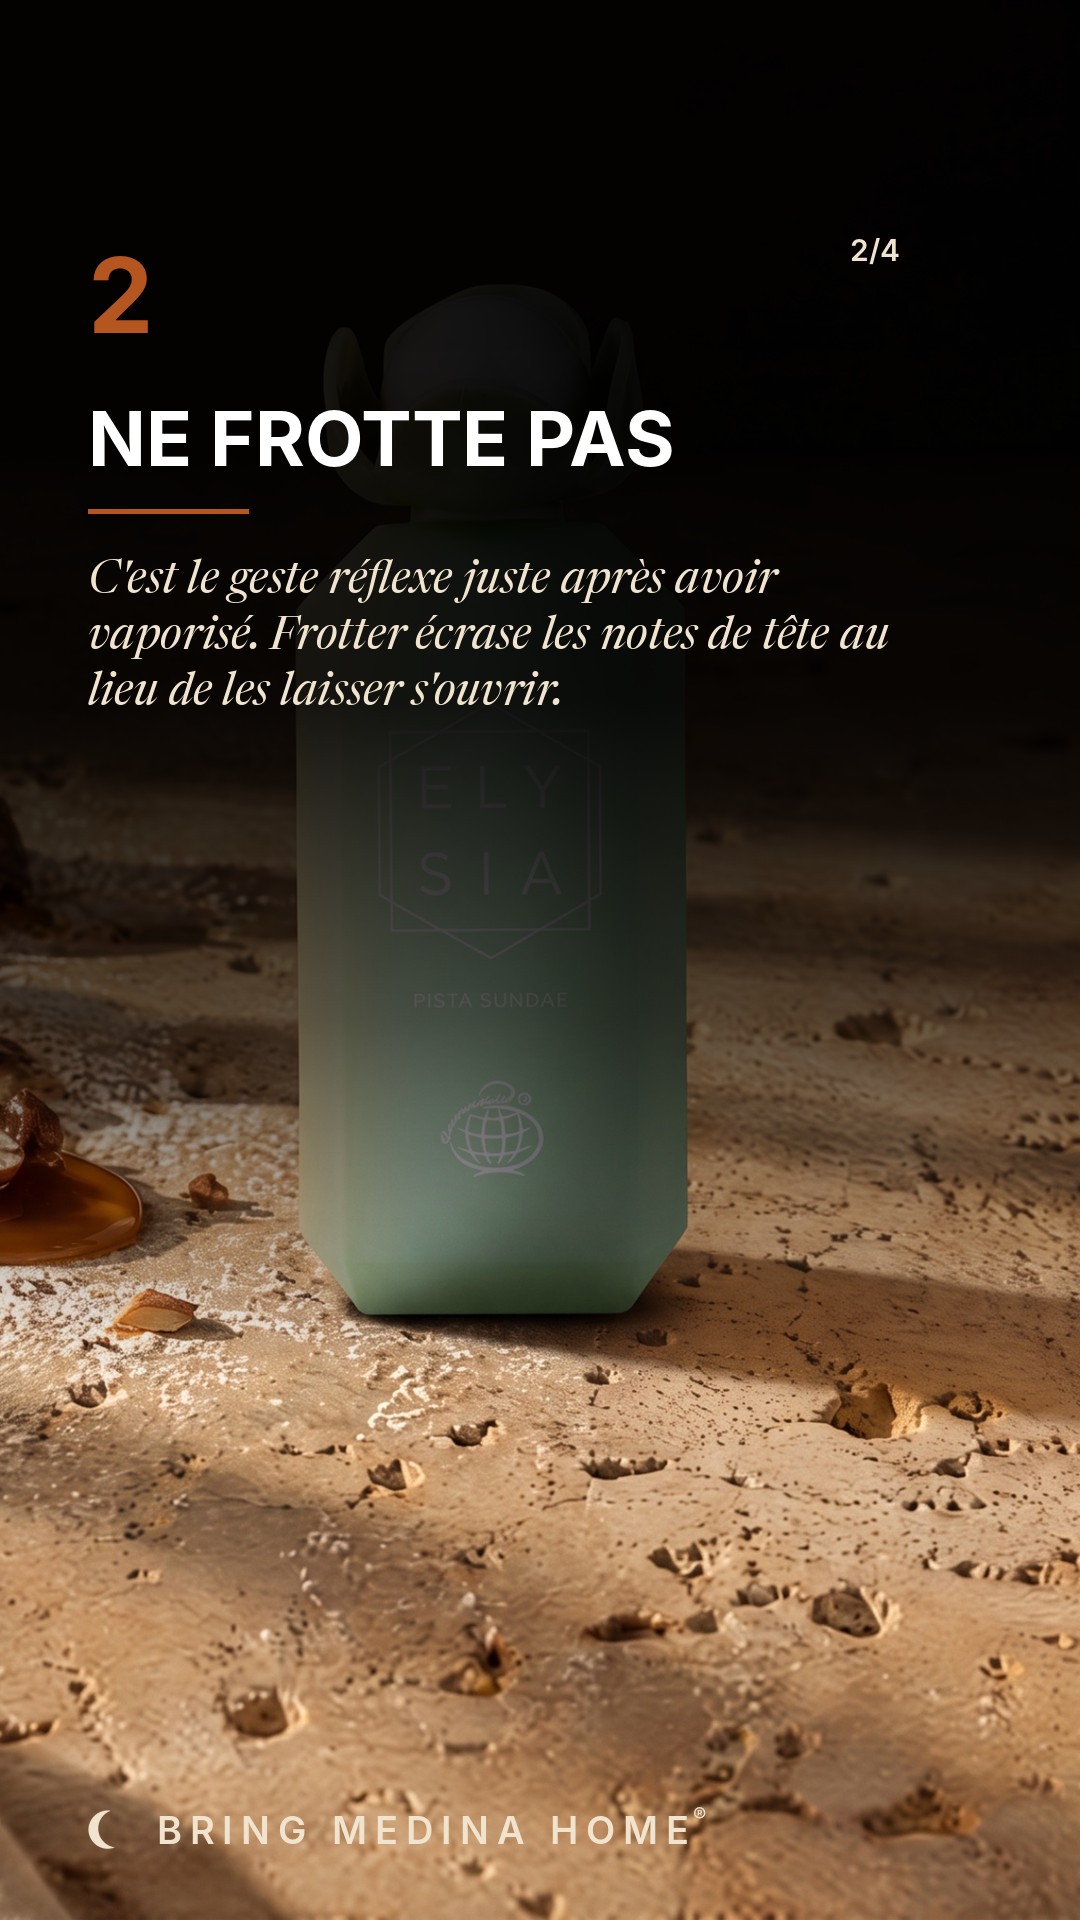 2/4
2
NE FROTTE PAS
C'est le geste réflexe juste après avoir
vaporisé. Frotter écrase les notes de tête au
lieu de les laisser s'ouvrir.
ELY
SIA
PISTA SUNDAE
BRING MEDINA HOME®